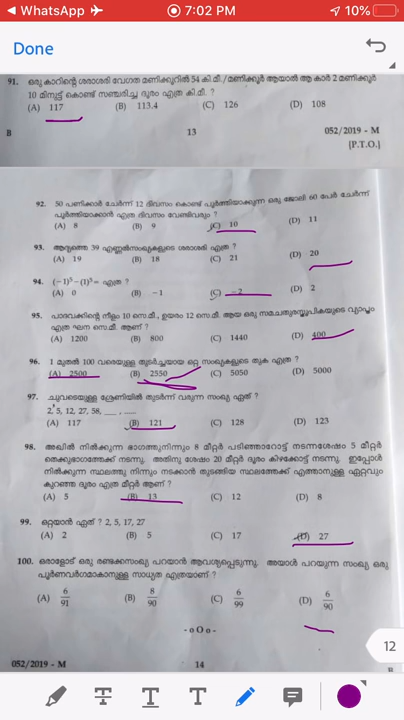 WhatsApp
7:02 PM
10%
Done
91. ഒരു കാറിന്റെ ശരാശരി വേഗത മണിക്കൂറിൽ 54 കി.മീ./മണിക്കൂർ ആയാൽ ആ കാർ 2 മണിക്കൂർ
10 മിനുട്ട് കൊണ്ട് സഞ്ചരിച്ച ദൂരം എത്ര കി.മീ. ?
(A) 117 (B) 113.4 (C) 126 (D) 108
B 13 052/2019 - M
[P.T.O.]
92. 50 പണിക്കാർ ചേർന്ന് 12 ദിവസം കൊണ്ട് പൂർത്തിയാക്കുന്ന ഒരു ജോലി 60 പേർ ചേർന്ന്
പൂർത്തിയാക്കാൻ എത്ര ദിവസം വേണ്ടിവരും ?
(A) 8 (B) 9 (C) 10 (D) 11
93. ആദ്യത്തെ 39 എണ്ണൽസംഖ്യകളുടെ ശരാശരി എത്ര ?
(A) 19 (B) 18 (C) 21 (D) 20
94. (−1)⁵ − (1)⁵ = എത്ര ?
(A) 0 (B) −1 (C) −2 (D) 2
95. പാദവക്കിന്റെ നീളം 10 സെ.മീ., ഉയരം 12 സെ.മീ. ആയ ഒരു സമചതുരസ്തൂപികയുടെ വ്യാപ്തം
എത്ര ഘന സെ.മീ. ആണ് ?
(A) 1200 (B) 800 (C) 1440 (D) 400
96. 1 മുതൽ 100 വരെയുള്ള തുടർച്ചയായ ഒറ്റ സംഖ്യകളുടെ തുക എത്ര ?
(A) 2500 (B) 2550 (C) 5050 (D) 5000
97. ചുവടെയുള്ള ശ്രേണിയിൽ തുടർന്ന് വരുന്ന സംഖ്യ ഏത് ?
2, 5, 12, 27, 58, ___ , ___.
(A) 117 (B) 121 (C) 128 (D) 123
98. അഖിൽ നിൽക്കുന്ന ഭാഗത്തുനിന്നും 8 മീറ്റർ പടിഞ്ഞാറോട്ട് നടന്നശേഷം 5 മീറ്റർ
തെക്കുഭാഗത്തേക്ക് നടന്നു. അതിനു ശേഷം 20 മീറ്റർ ദൂരം കിഴക്കോട്ട് നടന്നു. ഇപ്പോൾ
നിൽക്കുന്ന സ്ഥലത്തു നിന്നും നടക്കാൻ തുടങ്ങിയ സ്ഥലത്തേക്ക് എത്താനുള്ള ഏറ്റവും
കുറഞ്ഞ ദൂരം എത്ര മീറ്റർ ആണ് ?
(A) 5 (B) 13 (C) 12 (D) 8
99. ഒറ്റയാൻ ഏത് ? 2, 5, 17, 27
(A) 2 (B) 5 (C) 17 (D) 27
100. ഒരാളോട് ഒരു രണ്ടക്കസംഖ്യ പറയാൻ ആവശ്യപ്പെടുന്നു. അയാൾ പറയുന്ന സംഖ്യ ഒരു
പൂർണവർഗമാകാനുള്ള സാധ്യത എത്രയാണ് ?
(A) 6/91 (B) 8/90 (C) 6/99 (D) 6/90
- o O o -
12
052/2019 - M 14 B